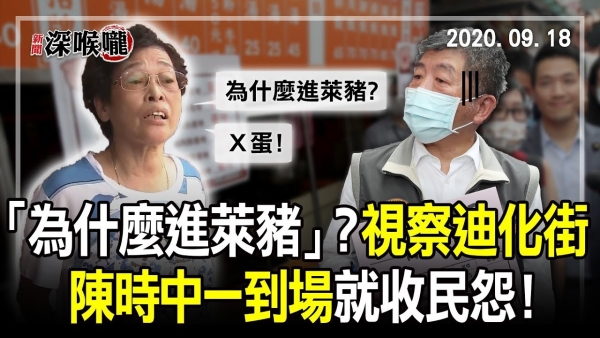 新聞
深喉嚨
2020.09.18
為什麼進萊豬?
X蛋!
「為什麼進萊豬」?視察迪化街
陳時中一到場就收民怨!